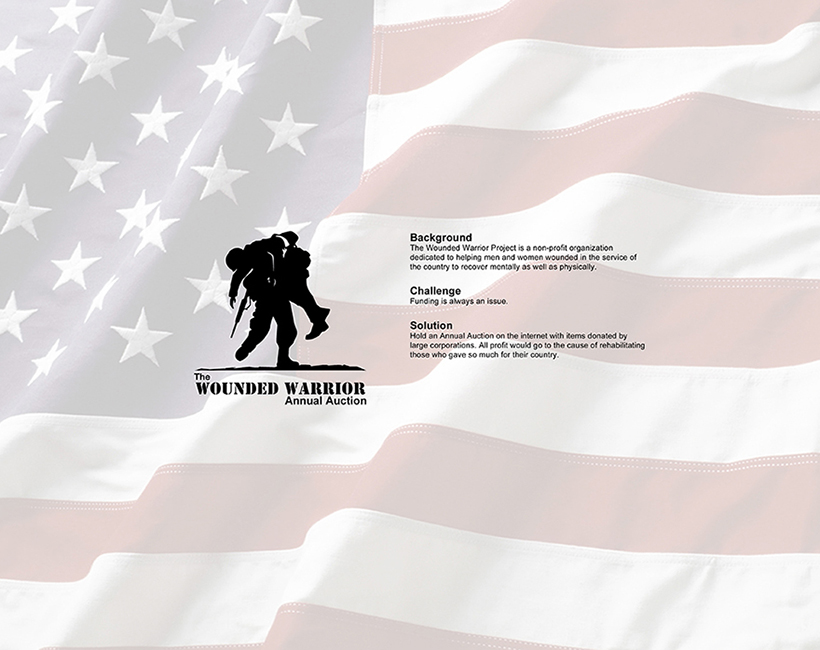 The
WOUNDED WARRIOR
Annual Auction
Background
The Wounded Warrior Project is a non-profit organization
dedicated to helping men and women wounded in the service of
the country to recover mentally as well as physically.
Challenge
Funding is always an issue.
Solution
Hold an Annual Auction on the internet with items donated by
large corporations. All profit would go to the cause of rehabilitating
those who gave so much for their country.